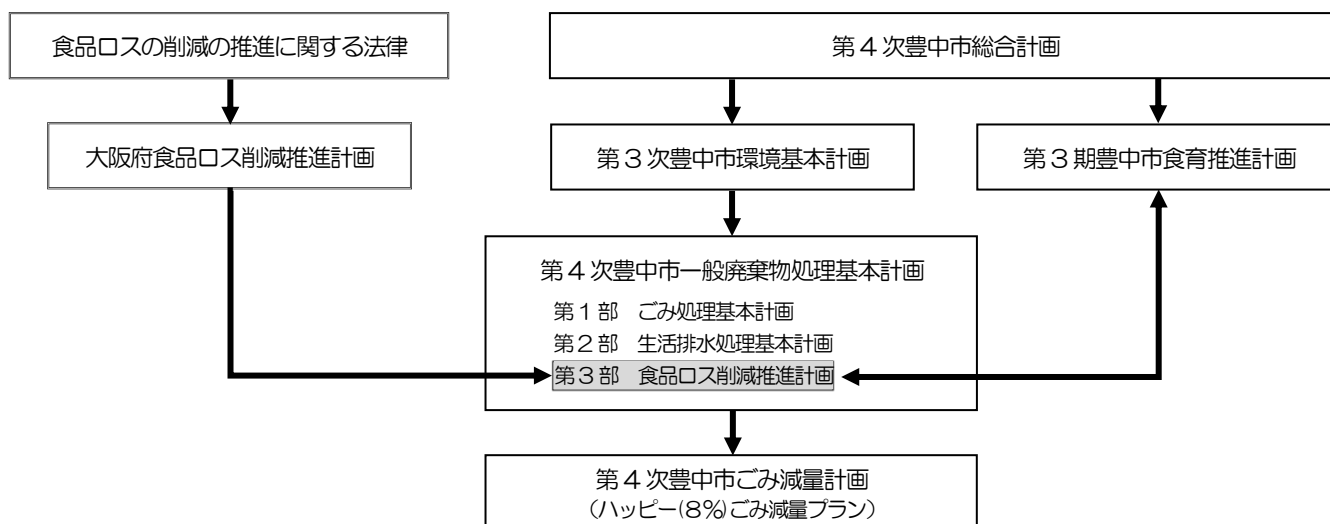 食品ロスの削減の推進に関する法律
第4次豊中市総合計画
大阪府食品ロス削減推進計画
第3次豊中市環境基本計画
第3期豊中市食育推進計画
第4次豊中市一般廃棄物処理基本計画
第1部 ごみ処理基本計画
第2部 生活排水処理基本計画
第3部 食品ロス削減推進計画
第4次豊中市ごみ減量計画
(ハッピー(8%)ごみ減量プラン)